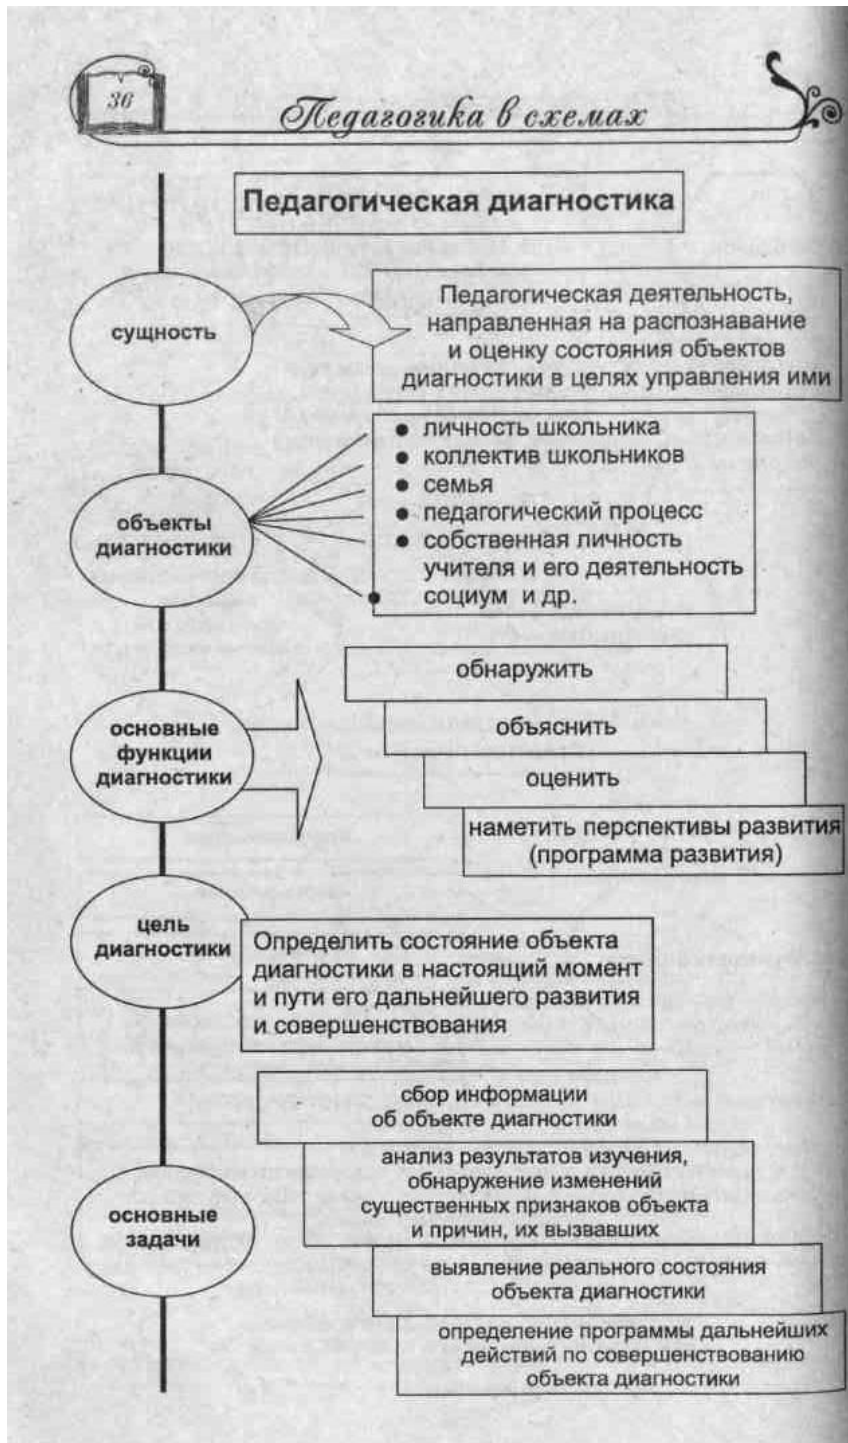 36
Педагогика в схемах
Педагогическая диагностика
сущность
Педагогическая деятельность,
направленная на распознавание
и оценку состояния объектов
диагностики в целях управления ими
объекты
диагностики
● личность школьника
● коллектив школьников
● семья
● педагогический процесс
● собственная личность
учителя и его деятельность
● социум и др.
основные
функции
диагностики
обнаружить
объяснить
оценить
наметить перспективы развития
(программа развития)
цель
диагностики
Определить состояние объекта
диагностики в настоящий момент
и пути его дальнейшего развития
и совершенствования
основные
задачи
сбор информации
об объекте диагностики
анализ результатов изучения,
обнаружение изменений
существенных признаков объекта
и причин, их вызвавших
выявление реального состояния
объекта диагностики
определение программы дальнейших
действий по совершенствованию
объекта диагностики